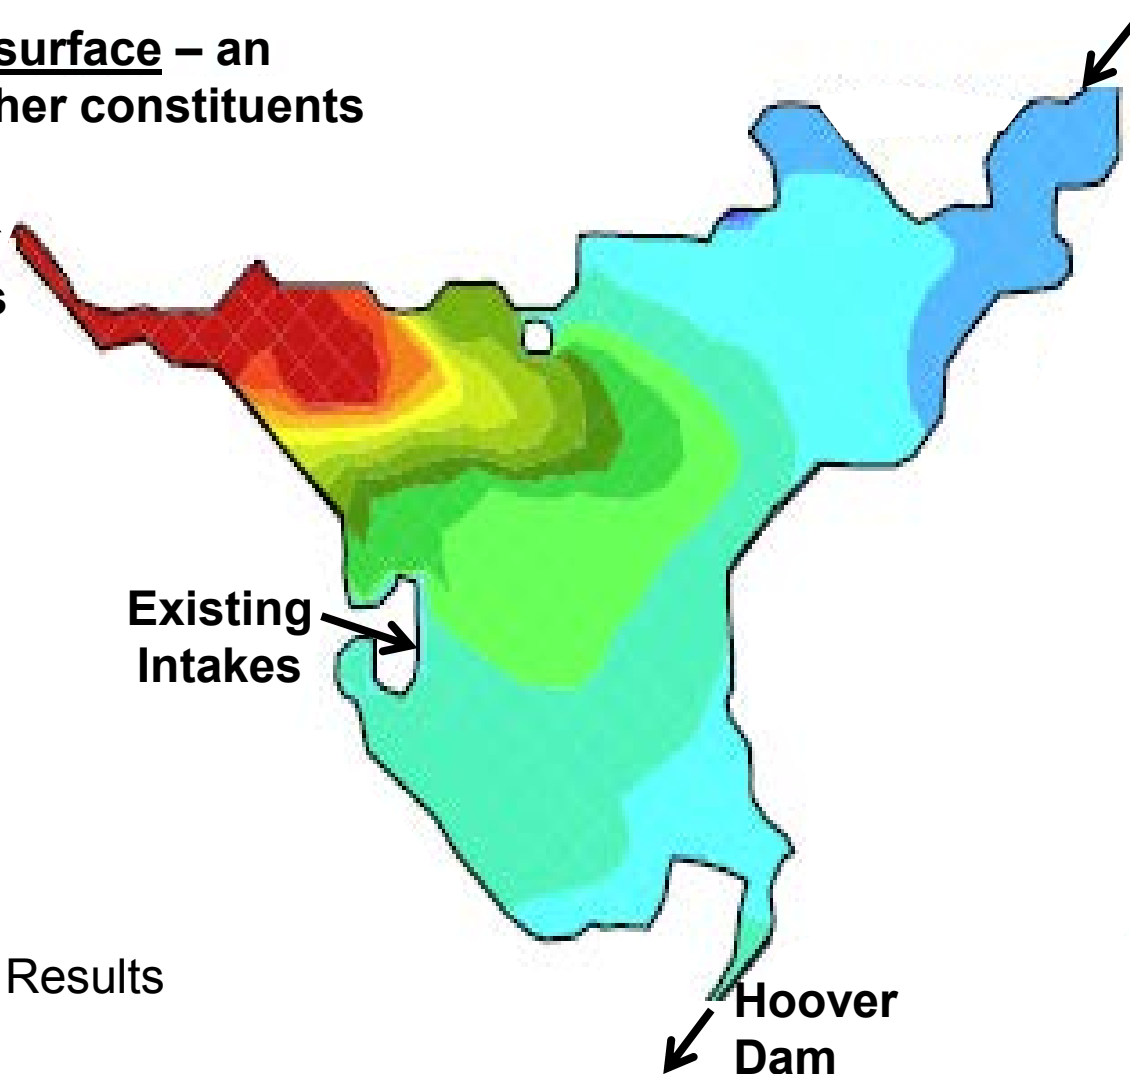 surface – an
her constituents
s
Existing
Intakes
Results
Hoover
Dam